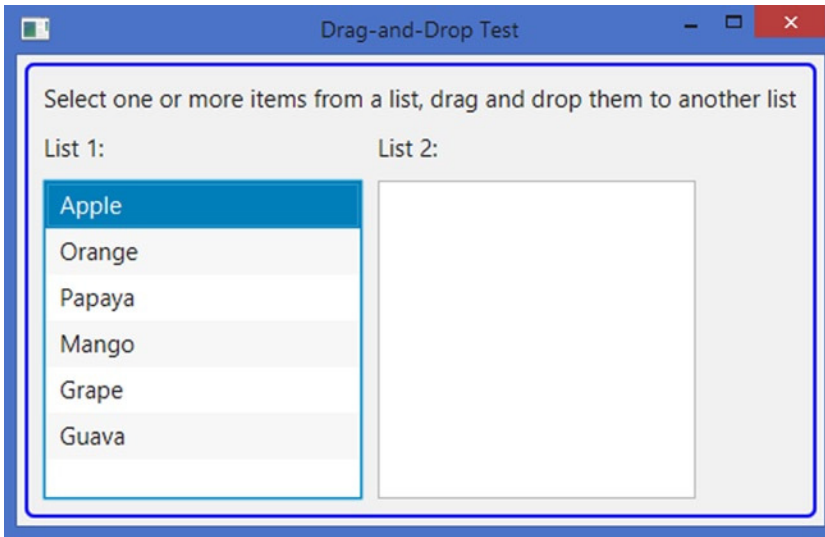 Drag-and-Drop Test
Select one or more items from a list, drag and drop them to another list
List 1:
List 2:
Apple
Orange
Papaya
Mango
Grape
Guava